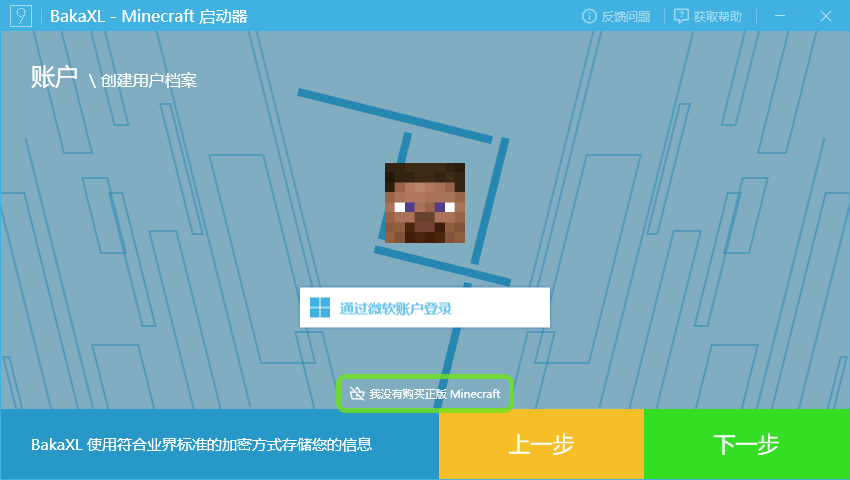 BakaXL - Minecraft 启动器
反馈问题
获取帮助
账户 \ 创建用户档案
通过微软账户登录
我没有购买正版 Minecraft
BakaXL 使用符合业界标准的加密方式存储您的信息
上一步
下一步